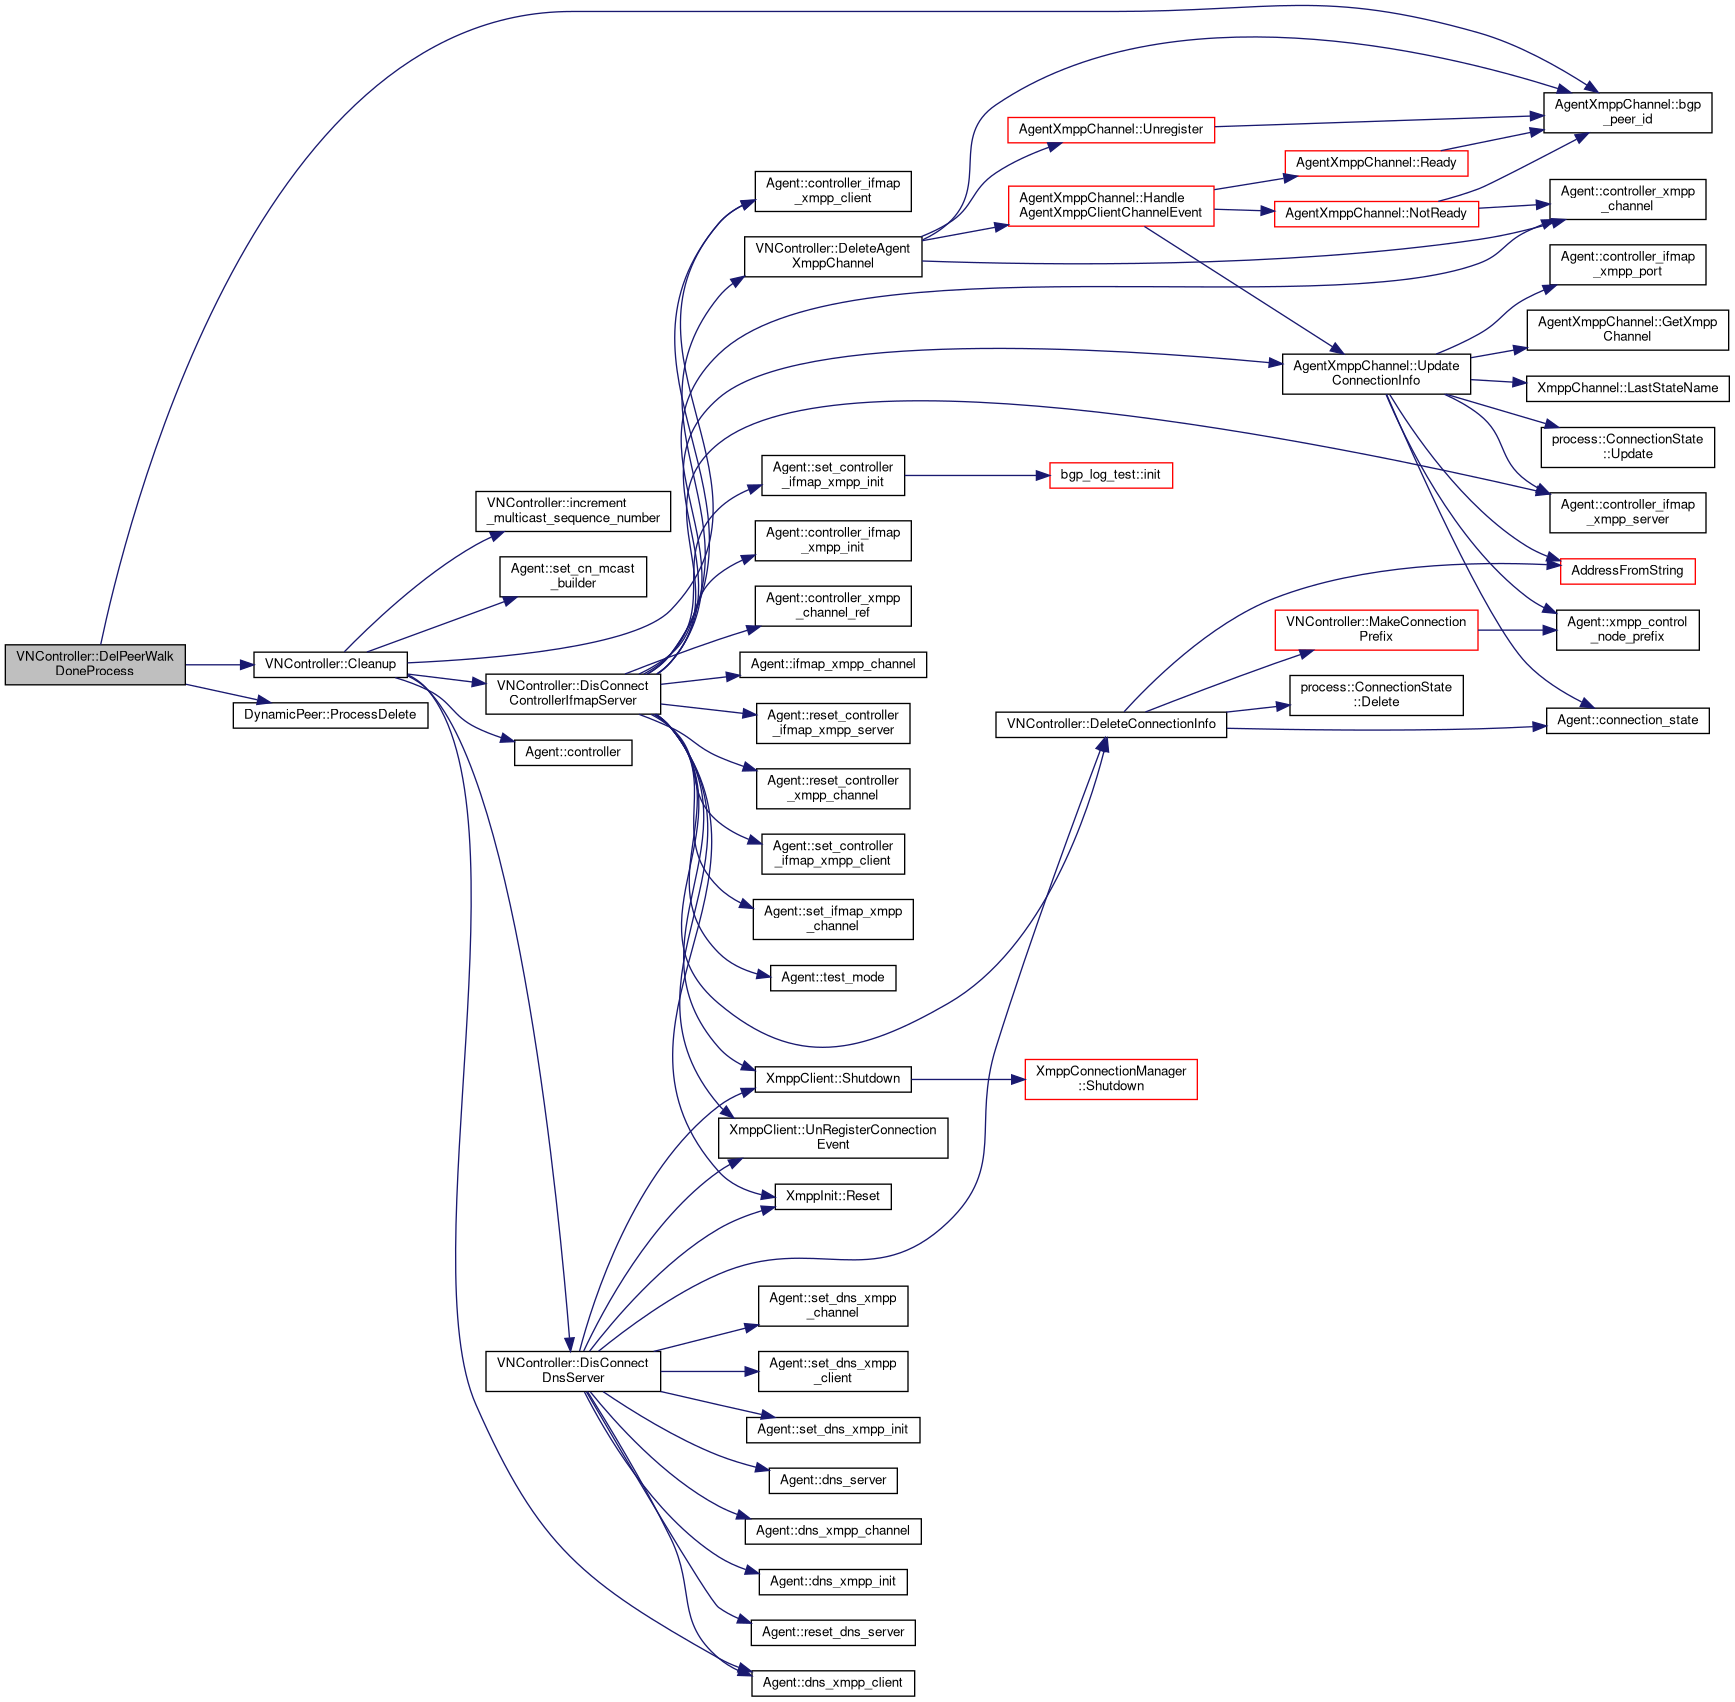 VNController::DelPeerWalk
DoneProcess
VNController::Cleanup
DynamicPeer::ProcessDelete
VNController::increment
_multicast_sequence_number
Agent::set_cn_mcast
_builder
VNController::DisConnect
ControllerIfmapServer
Agent::controller
VNController::DisConnect
DnsServer
Agent::controller_ifmap
_xmpp_client
VNController::DeleteAgent
XmppChannel
Agent::set_controller
_ifmap_xmpp_init
Agent::controller_ifmap
_xmpp_init
Agent::controller_xmpp
_channel_ref
Agent::ifmap_xmpp_channel
Agent::reset_controller
_ifmap_xmpp_server
Agent::reset_controller
_xmpp_channel
Agent::set_controller
_ifmap_xmpp_client
Agent::set_ifmap_xmpp
_channel
Agent::test_mode
XmppClient::Shutdown
XmppClient::UnRegisterConnection
Event
XmppInit::Reset
Agent::set_dns_xmpp
_channel
Agent::set_dns_xmpp
_client
Agent::set_dns_xmpp_init
Agent::dns_server
Agent::dns_xmpp_channel
Agent::dns_xmpp_init
Agent::reset_dns_server
Agent::dns_xmpp_client
AgentXmppChannel::Unregister
AgentXmppChannel::Handle
AgentXmppClientChannelEvent
bgp_log_test::init
VNController::DeleteConnectionInfo
XmppConnectionManager
::Shutdown
AgentXmppChannel::Ready
AgentXmppChannel::NotReady
AgentXmppChannel::Update
ConnectionInfo
VNController::MakeConnection
Prefix
process::ConnectionState
::Delete
AgentXmppChannel::bgp
_peer_id
Agent::controller_xmpp
_channel
Agent::controller_ifmap
_xmpp_port
AgentXmppChannel::GetXmpp
Channel
XmppChannel::LastStateName
process::ConnectionState
::Update
Agent::controller_ifmap
_xmpp_server
AddressFromString
Agent::xmpp_control
_node_prefix
Agent::connection_state